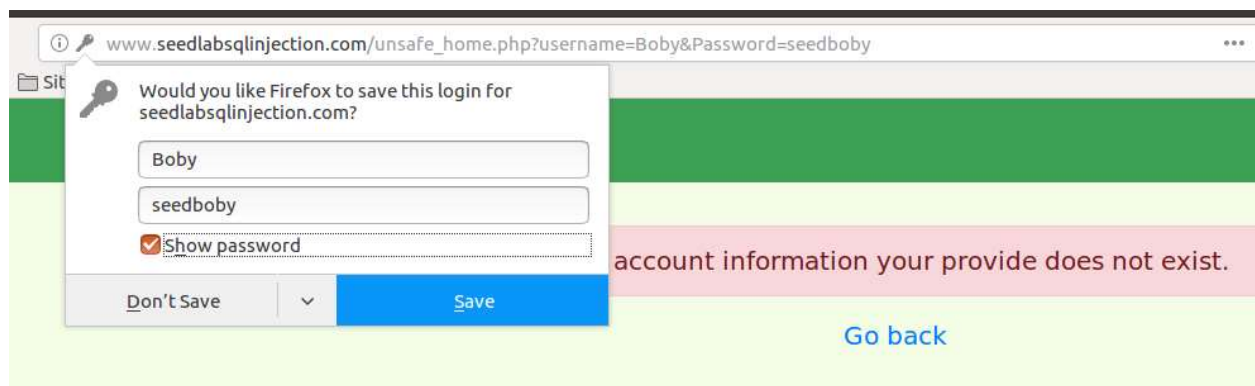 www.seedlabsqlinjection.com/unsafe_home.php?username=Boby&Password=seedboby
Sit
Would you like Firefox to save this login for
seedlabsqlinjection.com?
Boby
seedboby
Show password
account information your provide does not exist.
Don't Save
Save
Go back